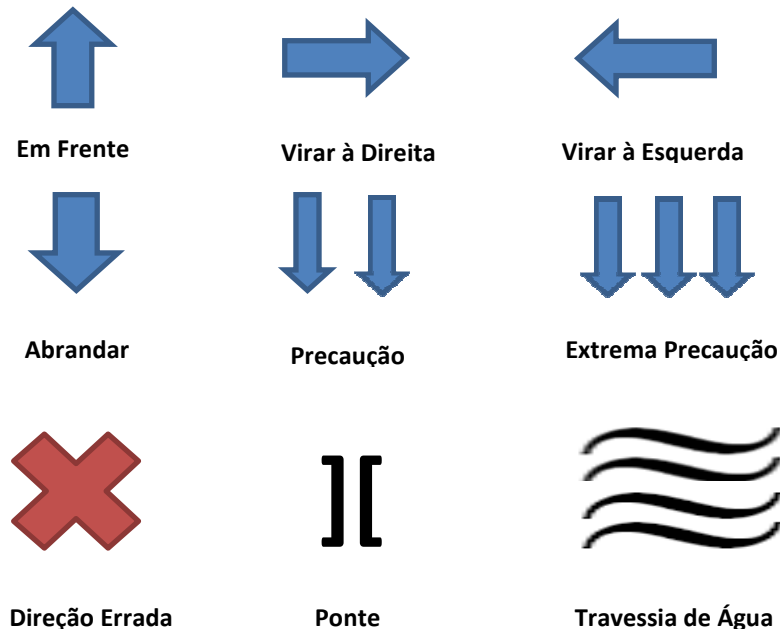 Em Frente
Virar à Direita
Virar à Esquerda
Abrandar
Precaução
Extrema Precaução
Direção Errada
Ponte
Travessia de Água